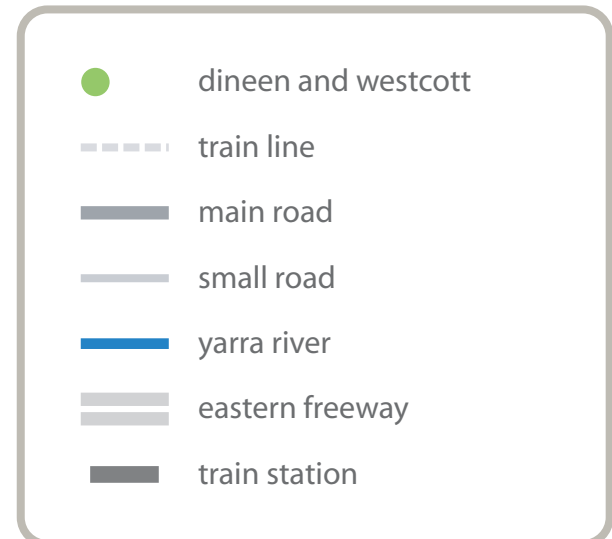 dineen and westcott
train line
main road
small road
yarra river
eastern freeway
train station